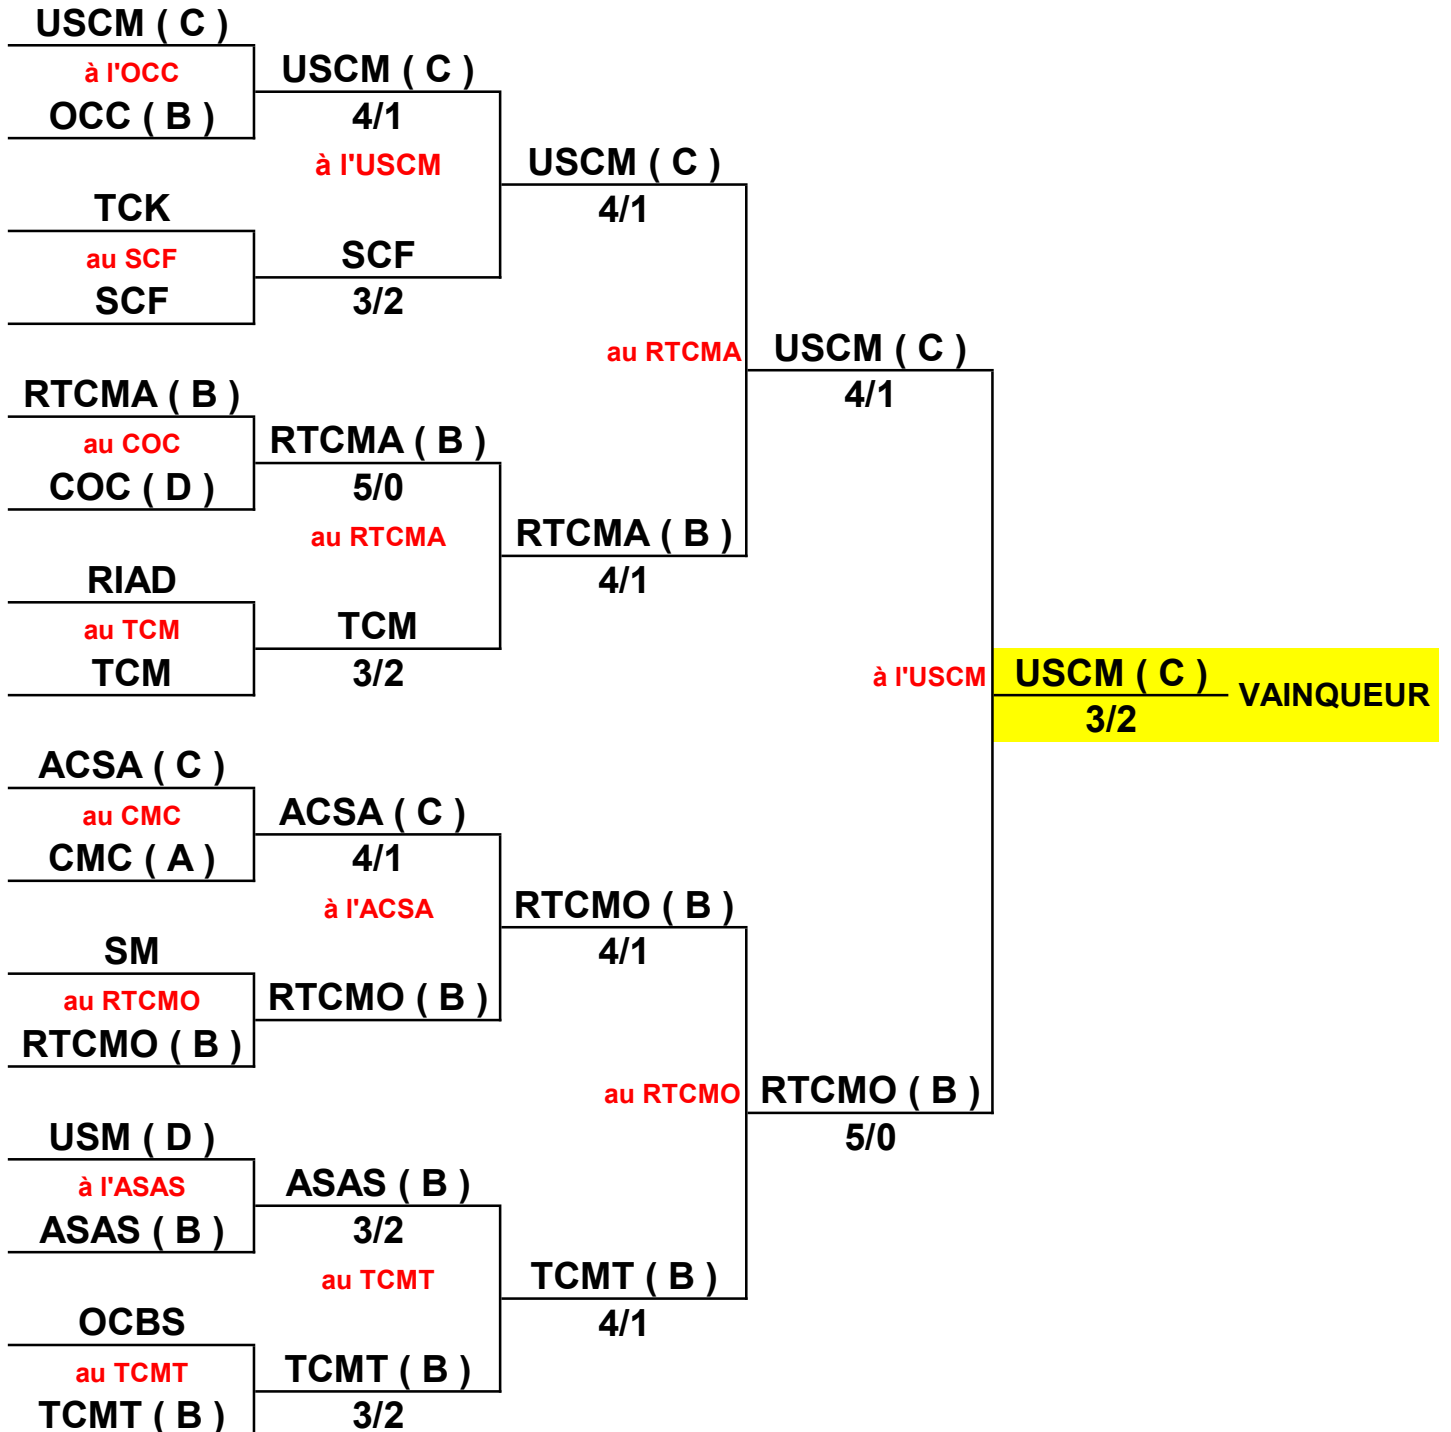 USCM ( C )
à l'OCC
OCC ( B )
USCM ( C )
4/1
à l'USCM
USCM ( C )
4/1
TCK
au SCF
SCF
SCF
3/2
au RTCMA
USCM ( C )
4/1
RTCMA ( B )
au COC
COC ( D )
RTCMA ( B )
5/0
au RTCMA
RTCMA ( B )
4/1
RIAD
au TCM
TCM
TCM
3/2
à l'USCM
USCM ( C )
3/2
VAINQUEUR
ACSA ( C )
au CMC
CMC ( A )
ACSA ( C )
4/1
à l'ACSA
RTCMO ( B )
4/1
SM
au RTCMO
RTCMO ( B )
RTCMO ( B )
au RTCMO
RTCMO ( B )
5/0
USM ( D )
à l'ASAS
ASAS ( B )
ASAS ( B )
3/2
au TCMT
TCMT ( B )
4/1
OCBS
au TCMT
TCMT ( B )
TCMT ( B )
3/2